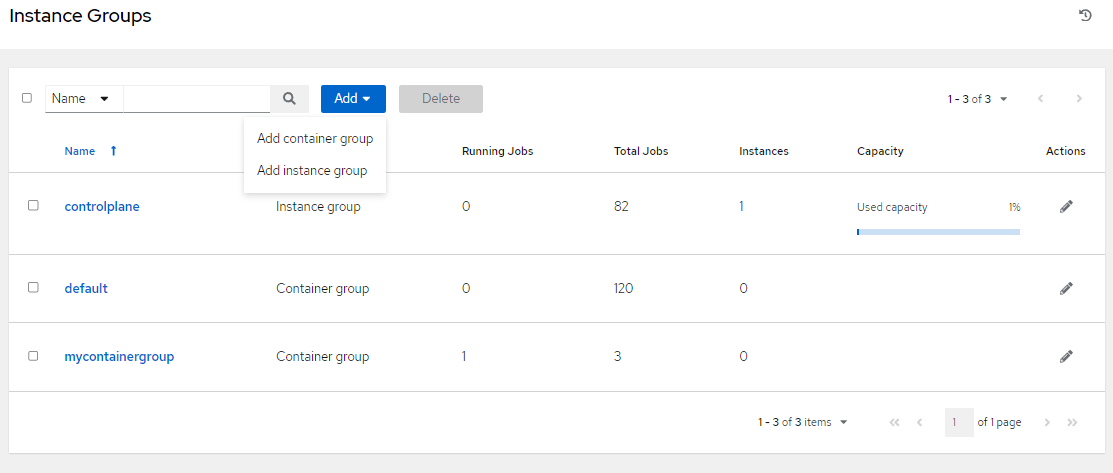 Instance Groups
Name Add Delete 1 - 3 of 3
Add container group
Add instance group
Name Running Jobs Total Jobs Instances Capacity Actions
controlplane Instance group 0 82 1 Used capacity 1%
default Container group 0 120 0
mycontainergroup Container group 1 3 0
1 - 3 of 3 items 1 of 1 page